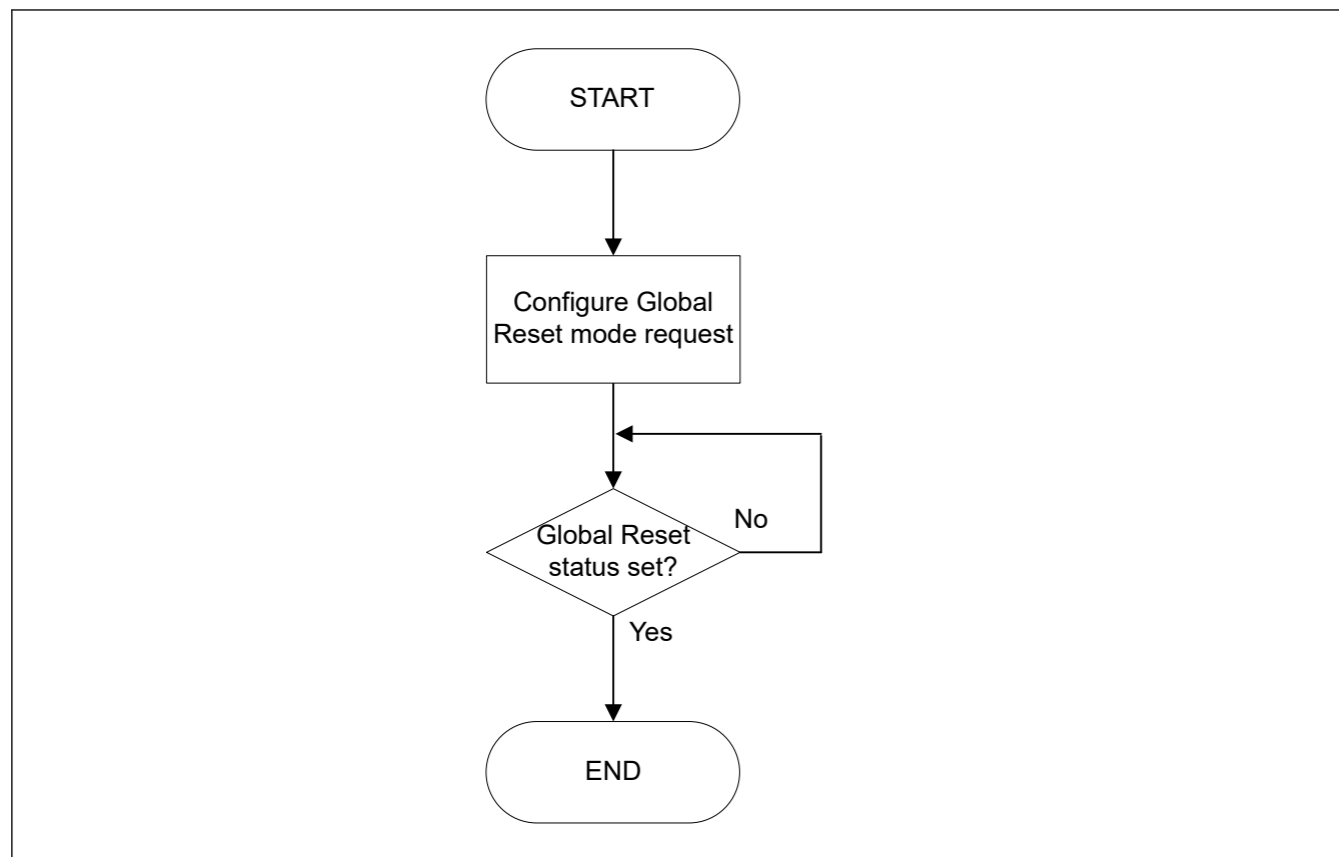 START
Configure Global
Reset mode request
No
Global Reset
status set?
Yes
END